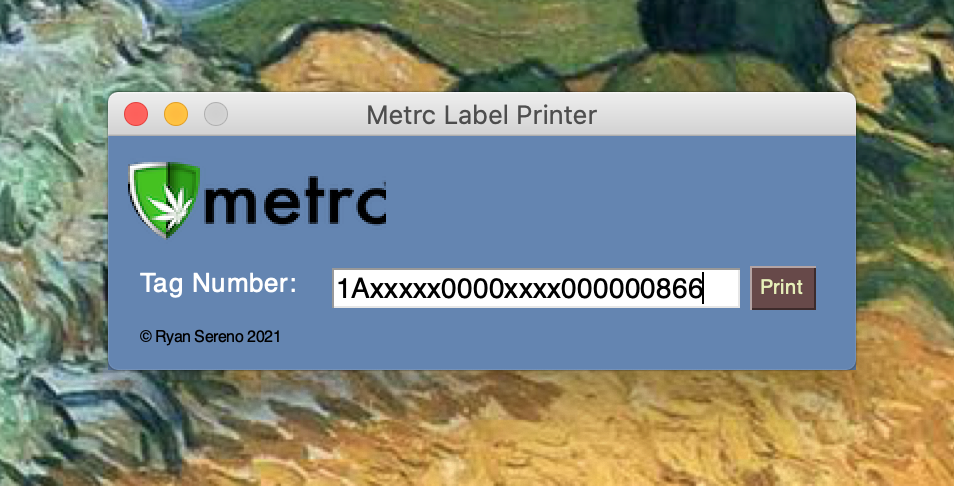 Metrc Label Printer
metrc
Tag Number: 1Axxxxx0000xxxx000000866 Print
© Ryan Sereno 2021